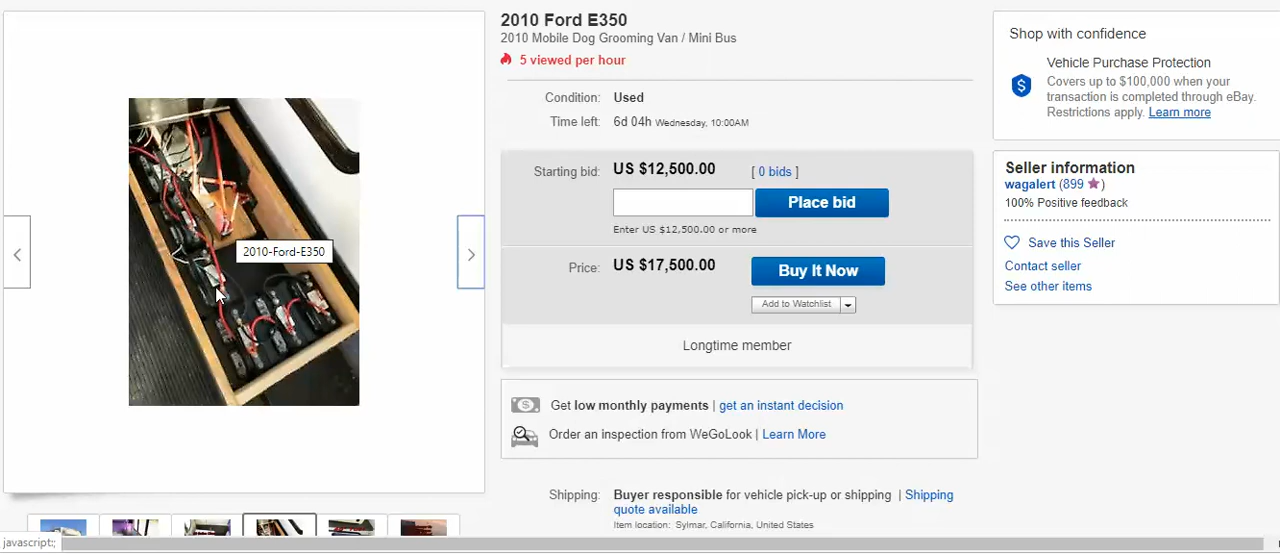 2010 Ford E350
2010 Mobile Dog Grooming Van / Mini Bus
5 viewed per hour
Condition: Used
Time left: 6d 04h Wednesday, 10:00AM
Starting bid: US $12,500.00 [ 0 bids ]
Place bid
Enter US $12,500.00 or more
Price: US $17,500.00
Buy It Now
Add to Watchlist
Longtime member
Get low monthly payments | get an instant decision
Order an inspection from WeGoLook | Learn More
Shipping: Buyer responsible for vehicle pick-up or shipping | Shipping
quote available
Item location: Sylmar, California, United States
Shop with confidence
Vehicle Purchase Protection
Covers up to $100,000 when your
transaction is completed through eBay.
Restrictions apply. Learn more
Seller information
wagalert (899 ★)
100% Positive feedback
Save this Seller
Contact seller
See other items
2010-Ford-E350
javascript:;